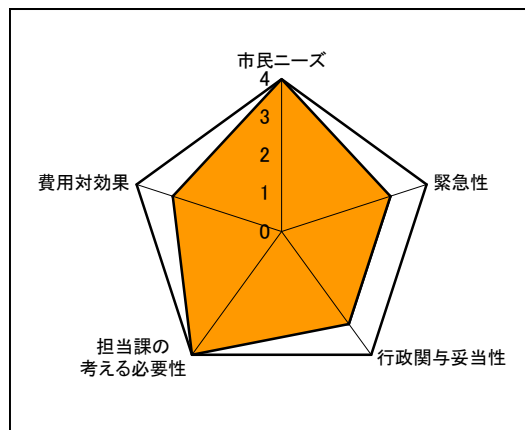 市民ニーズ
4
3
2
1
0
緊急性
行政関与妥当性
担当課の
考える必要性
費用対効果